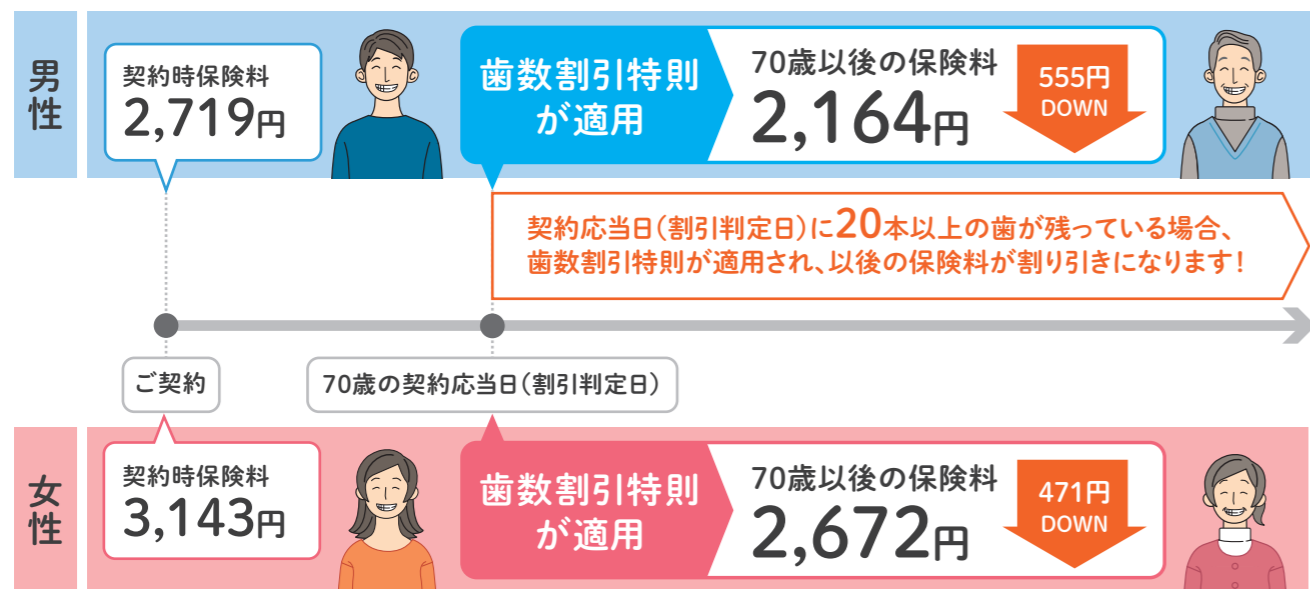 男性
契約時保険料
2,719円
歯数割引特則
が適用
70歳以後の保険料
2,164円
555円
DOWN
契約応当日(割引判定日)に20本以上の歯が残っている場合、
歯数割引特則が適用され、以後の保険料が割り引きになります!
ご契約
70歳の契約応当日(割引判定日)
女性
契約時保険料
3,143円
歯数割引特則
が適用
70歳以後の保険料
2,672円
471円
DOWN